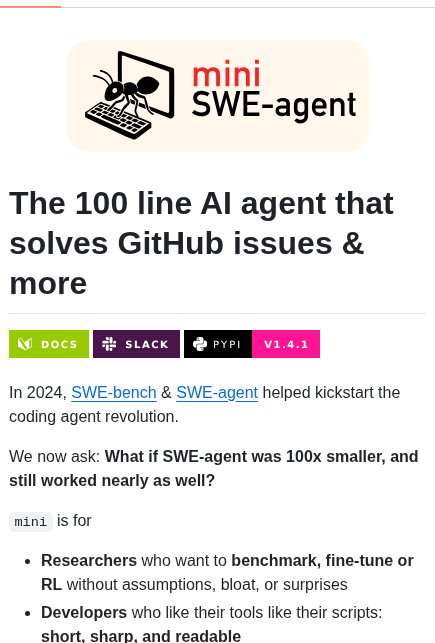 mini
SWE-agent
The 100 line AI agent that
solves GitHub issues &
more
DOCS SLACK PYPI V1.4.1
In 2024, SWE-bench & SWE-agent helped kickstart the
coding agent revolution.
We now ask: What if SWE-agent was 100x smaller, and
still worked nearly as well?
mini is for
• Researchers who want to benchmark, fine-tune or
RL without assumptions, bloat, or surprises
• Developers who like their tools like their scripts:
short, sharp, and readable